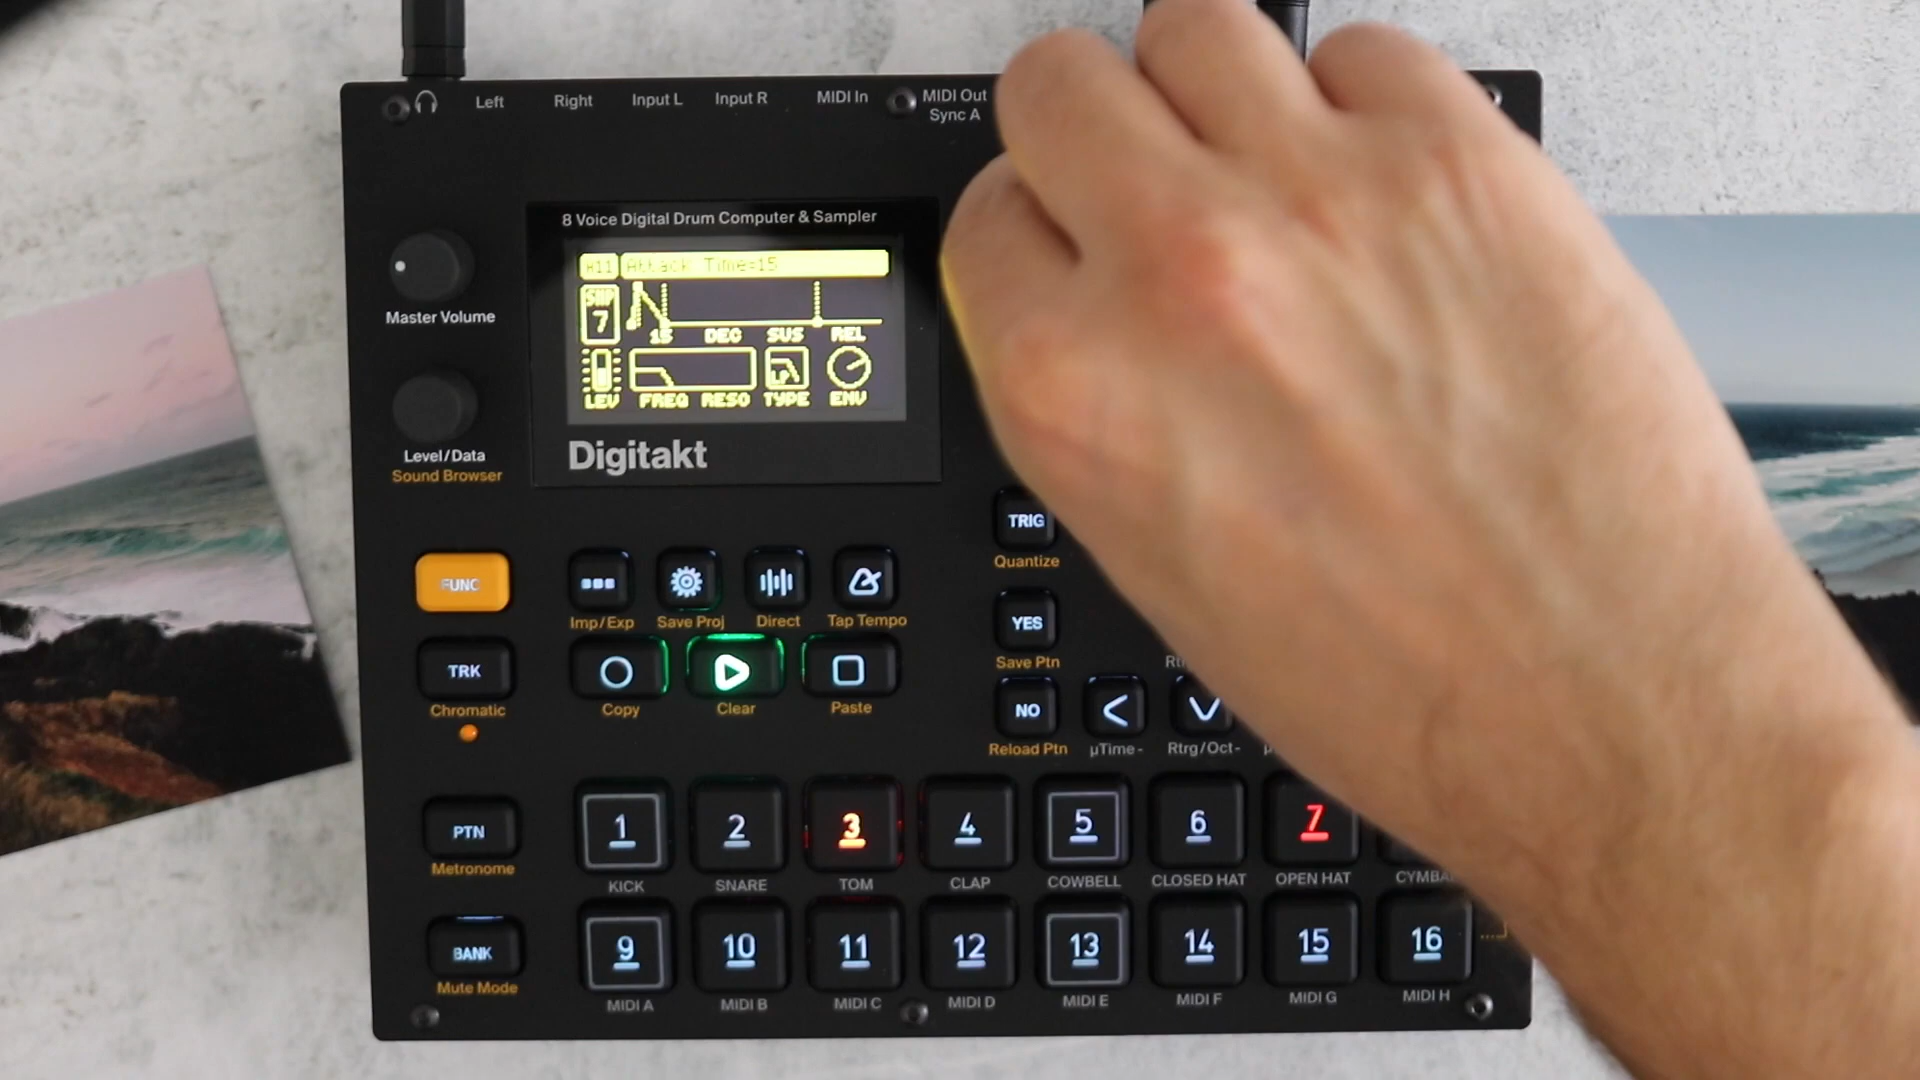 Left Right Input L Input R MIDI In MIDI Out
Sync A
8 Voice Digital Drum Computer & Sampler
A11 Attack Time=15
7
15 DEC SUS REL
LEV FREQ RESO TYPE ENV
Digitakt
Master Volume
Level/Data
Sound Browser
FUNC
TRK
Chromatic
PTN
Metronome
BANK
Mute Mode
Imp/Exp Save Proj Direct Tap Tempo
Copy Clear Paste
TRIG
Quantize
YES
Save Ptn
NO
Reload Ptn µTime- Rtrg/Oct-
1 2 3 4 5 6 7
KICK SNARE TOM CLAP COWBELL CLOSED HAT OPEN HAT
9 10 11 12 13 14 15 16
MIDI A MIDI B MIDI C MIDI D MIDI E MIDI F MIDI G MIDI H